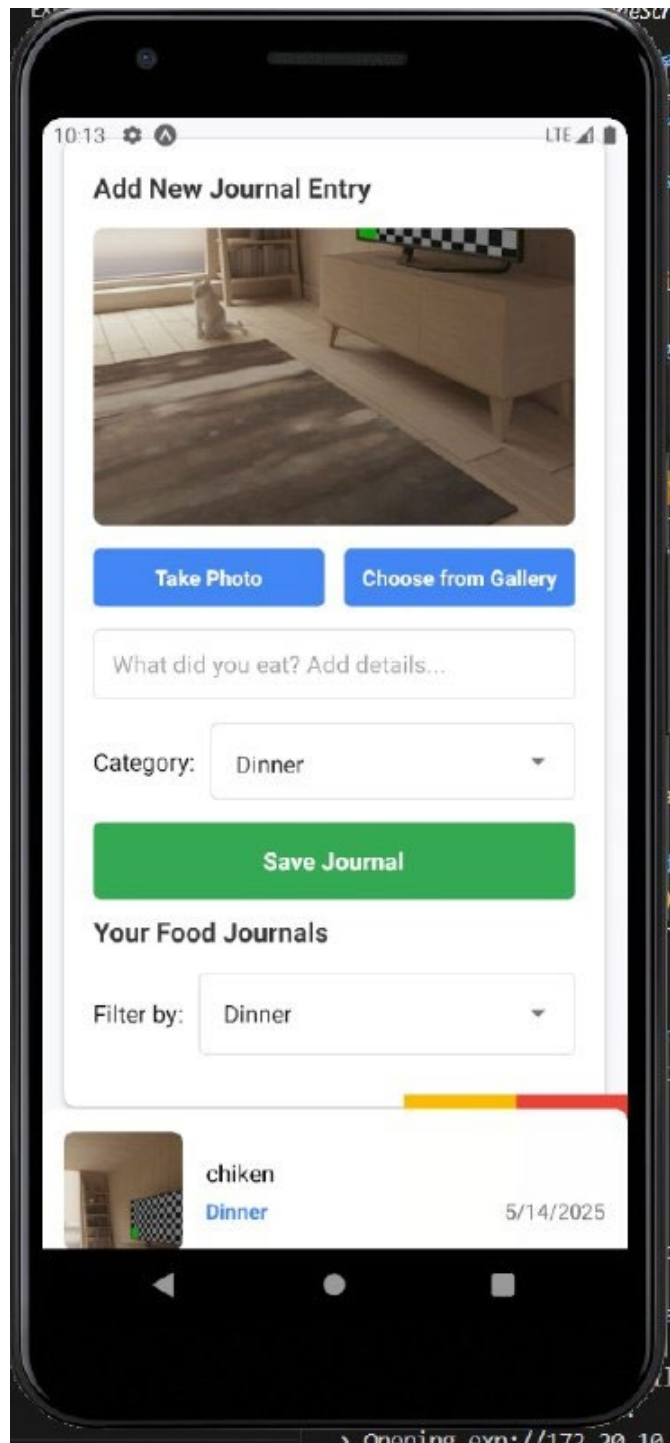 10:13 LTE
Add New Journal Entry
Take Photo Choose from Gallery
What did you eat? Add details...
Category: Dinner
Save Journal
Your Food Journals
Filter by: Dinner
chiken
Dinner 5/14/2025
› Opening exp://172.20.10